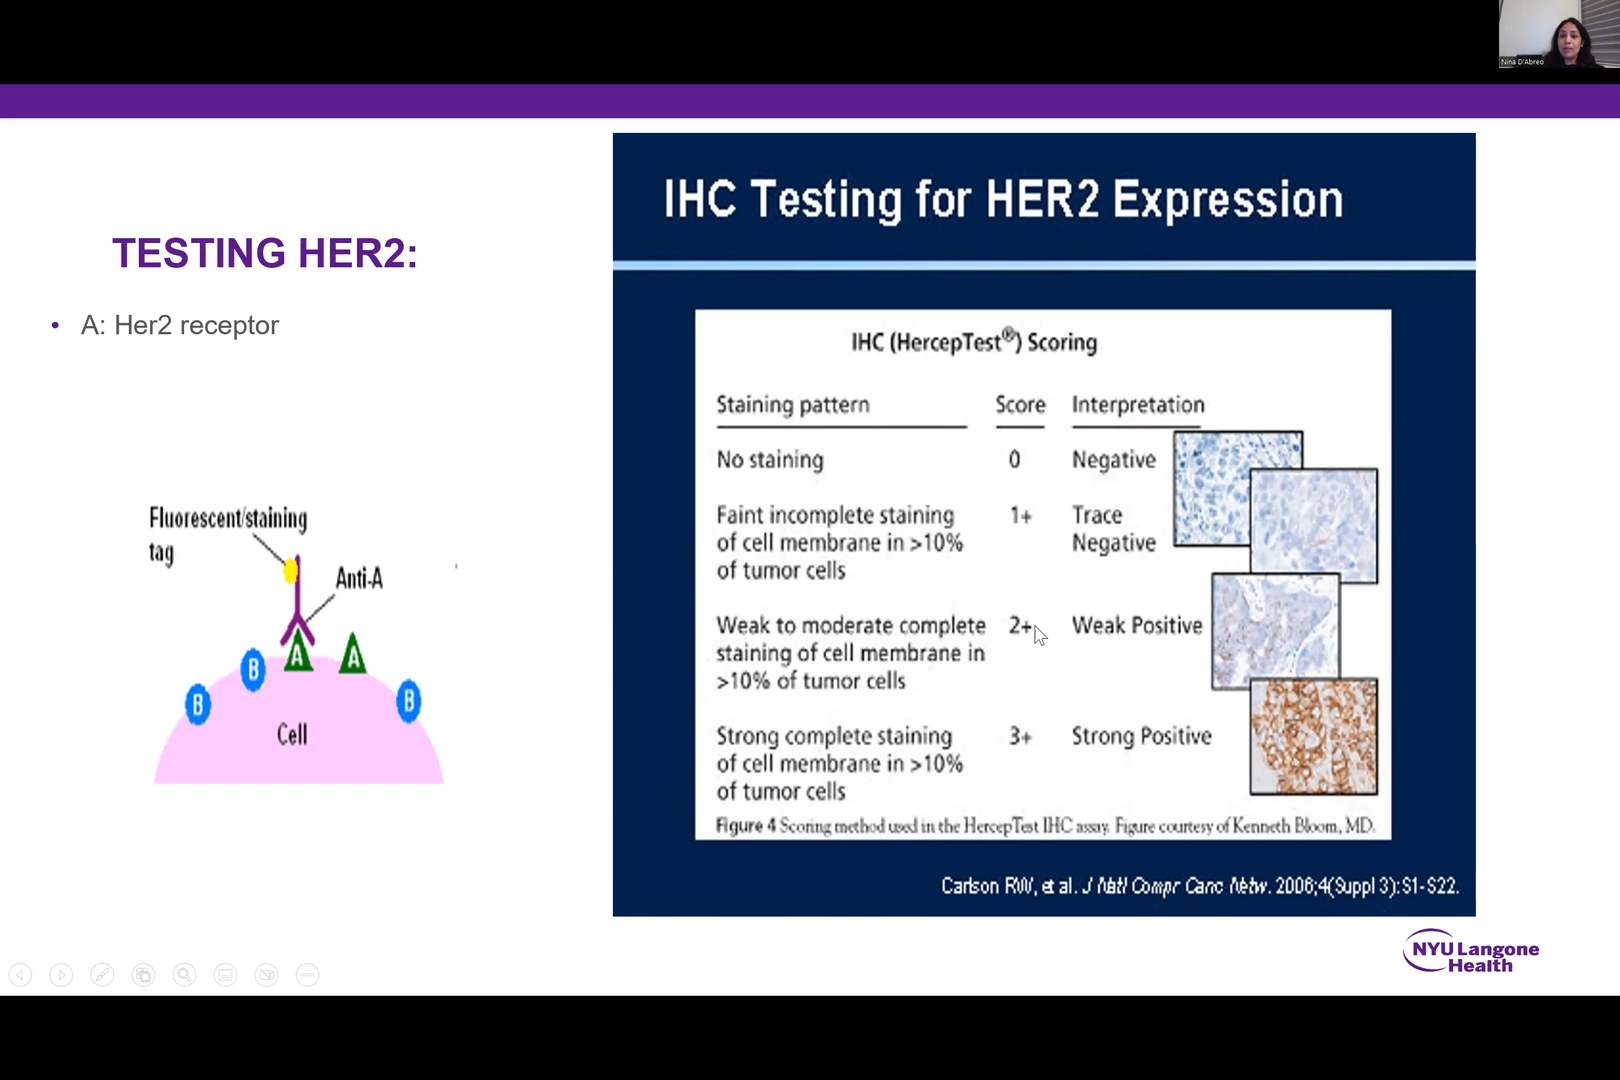 Nina D'Abreo
TESTING HER2:
• A: Her2 receptor
Fluorescent/staining
tag
Anti-A
A
A
B
B
B
Cell
IHC Testing for HER2 Expression
IHC (HercepTest®) Scoring
Staining pattern Score Interpretation
No staining 0 Negative
Faint incomplete staining 1+ Trace
of cell membrane in >10% Negative
of tumor cells
Weak to moderate complete 2+ Weak Positive
staining of cell membrane in
>10% of tumor cells
Strong complete staining 3+ Strong Positive
of cell membrane in >10%
of tumor cells
Figure 4 Scoring method used in the HercepTest IHC assay. Figure courtesy of Kenneth Bloom, MD.
Carlson RW, et al. J Natl Compr Canc Netw. 2006;4(Suppl 3):S1-S22.
NYU Langone
Health